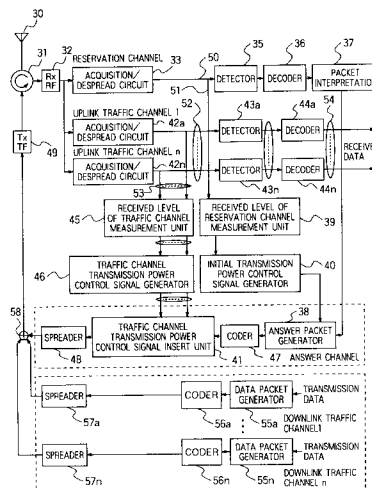 30
31
32
Rx
RF
RESERVATION CHANNEL
33
ACQUISITION/
DESPREAD CIRCUIT
50
51
35
DETECTOR
36
DECODER
37
PACKET
INTERPRETATION
UPLINK TRAFFIC CHANNEL 1
52
ACQUISITION/
DESPREAD CIRCUIT
42a
UPLINK TRAFFIC CHANNEL n
ACQUISITION/
DESPREAD CIRCUIT
42n
43a
DETECTOR
44a
DECODER
54
RECEIVE
DATA
DETECTOR
43n
DECODER
44n
Tx
TF
49
53
45
RECEIVED LEVEL
OF TRAFFIC CHANNEL
MEASUREMENT UNIT
RECEIVED LEVEL OF
RESERVATION CHANNEL
MEASUREMENT UNIT
39
46
TRAFFIC CHANNEL
TRANSMISSION POWER
CONTROL SIGNAL GENERATOR
INITIAL TRANSMISSION
POWER CONTROL
SIGNAL GENERATOR
40
58
SPREADER
48
TRAFFIC CHANNEL
TRANSMISSION POWER
CONTROL SIGNAL INSERT UNIT
41
CODER
47
38
ANSWER PACKET
GENERATOR
ANSWER CHANNEL
SPREADER
57a
CODER
56a
DATA PACKET
GENERATOR
55a
TRANSMISSION
DATA
DOWNLINK TRAFFIC
CHANNEL1
SPREADER
57n
CODER
56n
DATA PACKET
GENERATOR
55n
TRANSMISSION
DATA
DOWNLINK TRAFFIC
CHANNEL n